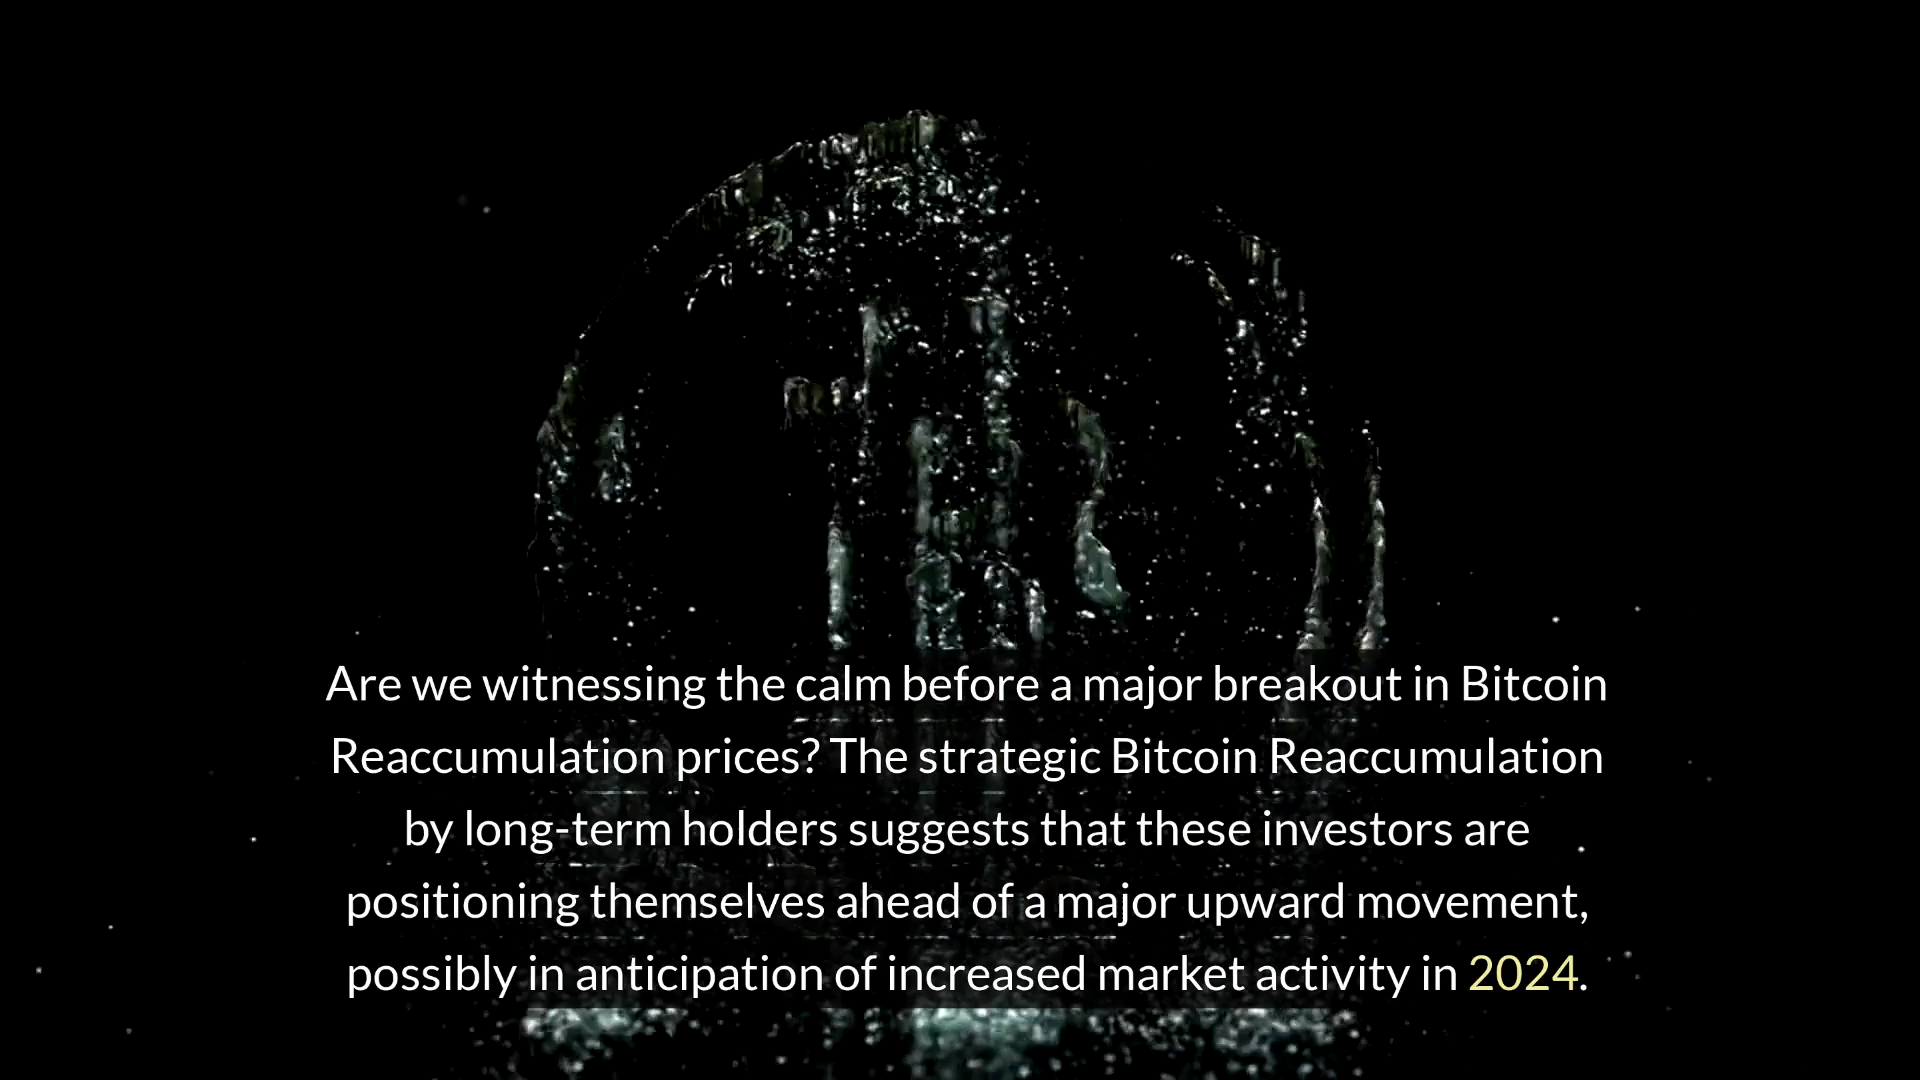 Are we witnessing the calm before a major breakout in Bitcoin
Reaccumulation prices? The strategic Bitcoin Reaccumulation
by long-term holders suggests that these investors are
positioning themselves ahead of a major upward movement,
possibly in anticipation of increased market activity in 2024.